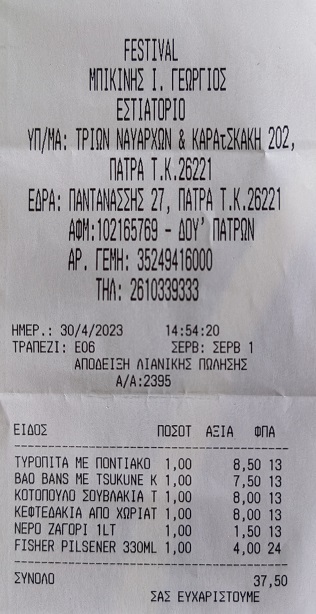 FESTIVAL
ΜΠΙΚΙΝΗΣ Ι. ΓΕΩΡΓΙΟΣ
ΕΣΤΙΑΤΟΡΙΟ
ΥΠ/ΜΑ: ΤΡΙΩΝ ΝΑΥΑΡΧΩΝ & ΚΑΡΑτΣΚΑΚΗ 202,
ΠΑΤΡΑ Τ.Κ.26221
ΕΔΡΑ: ΠΑΝΤΑΝΑΣΣΗΣ 27, ΠΑΤΡΑ Τ.Κ.26221
ΑΦΜ:102165769 - ΔΟΥ' ΠΑΤΡΩΝ
ΑΡ. ΓΕΜΗ: 35249416000
ΤΗΛ: 2610339333
ΗΜΕΡ.: 30/4/2023 14:54:20
ΤΡΑΠΕΖΙ: Ε06 ΣΕΡΒ: ΣΕΡΒ 1
ΑΠΟΔΕΙΞΗ ΛΙΑΝΙΚΗΣ ΠΩΛΗΣΗΣ
Α/Α:2395
ΕΙΔΟΣ ΠΟΣΟΤ ΑΞΙΑ ΦΠΑ
ΤΥΡΟΠΙΤΑ ΜΕ ΠΟΝΤΙΑΚΟ 1,00 8,50 13
BAO BANS ΜΕ TSUKUNE K 1,00 7,50 13
ΚΟΤΟΠΟΥΛΟ ΣΟΥΒΛΑΚΙΑ Τ 1,00 8,00 13
ΚΕΦΤΕΔΑΚΙΑ ΑΠΟ ΧΩΡΙΑΤ 1,00 8,00 13
ΝΕΡΟ ΖΑΓΟΡΙ 1LT 1,00 1,50 13
FISHER PILSENER 330ML 1,00 4,00 24
ΣΥΝΟΛΟ 37,50
ΣΑΣ ΕΥΧΑΡΙΣΤΟΥΜΕ